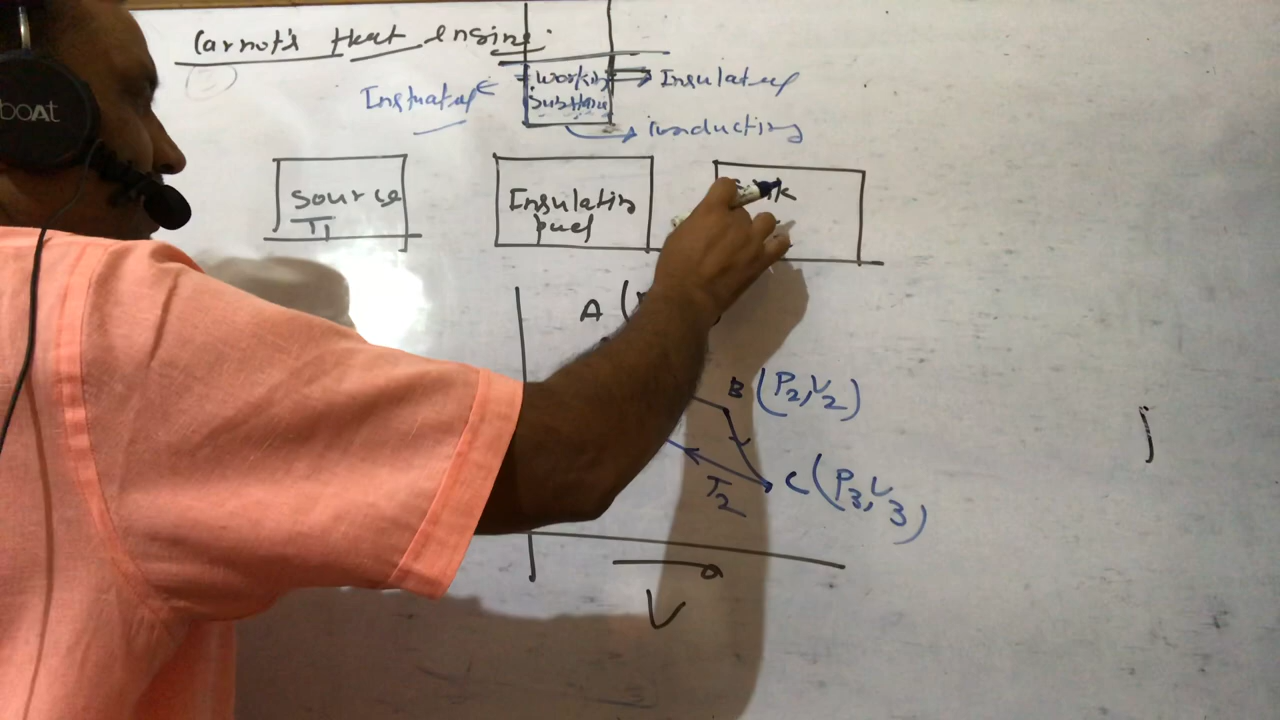 Carnot's Heat engine.
working
substance
Insulating
Insulating
conducting
boAt
source
T1
Insulating
pad
A (
B (P2,V2)
C (P3,V3)
T2
V